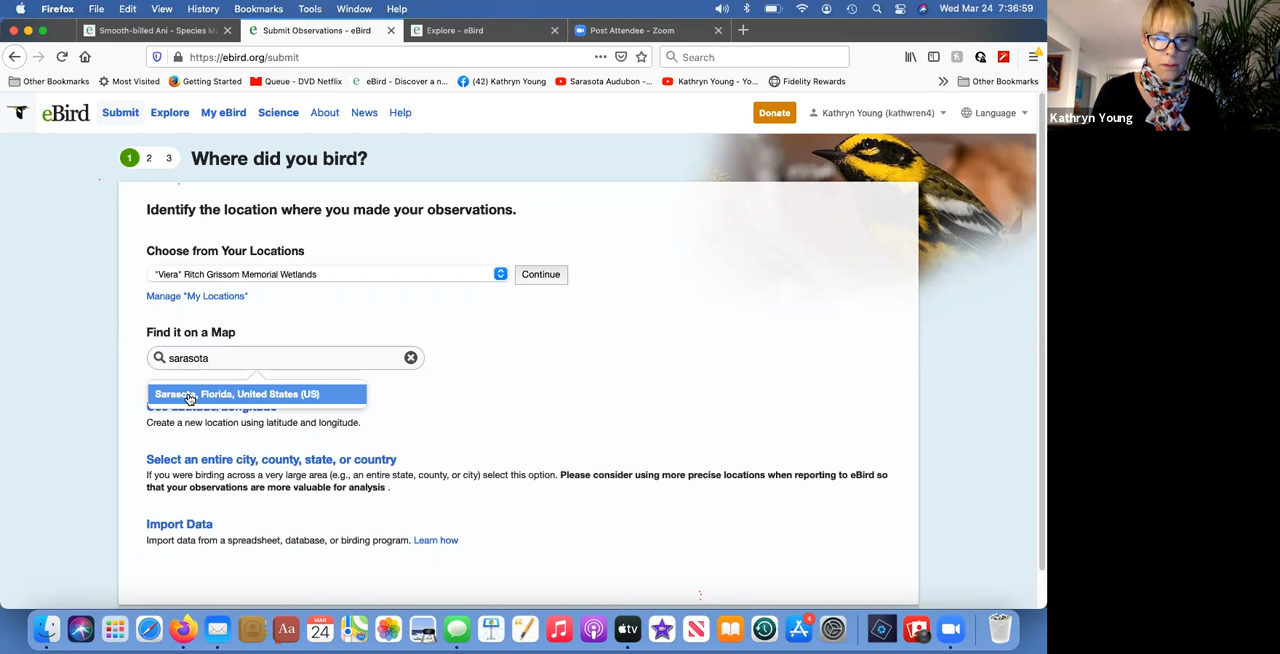 Firefox File Edit View History Bookmarks Tools Window Help Wed Mar 24 7:36:59
Smooth-billed Ani - Species M Submit Observations - eBird Explore - eBird Post Attendee - Zoom
https://ebird.org/submit Search
Other Bookmarks Most Visited Getting Started Queue - DVD Netflix eBird - Discover a n... (42) Kathryn Young Sarasota Audubon -... Kathryn Young - Yo... Fidelity Rewards Other Bookmarks
eBird Submit Explore My eBird Science About News Help Donate Kathryn Young (kathwren4) Language
Kathryn Young
1 2 3 Where did you bird?
Identify the location where you made your observations.
Choose from Your Locations
"Viera" Ritch Grissom Memorial Wetlands Continue
Manage "My Locations"
Find it on a Map
sarasota
Sarasota, Florida, United States (US)
Create a new location using latitude and longitude.
Select an entire city, county, state, or country
If you were birding across a very large area (e.g., an entire state, county, or city) select this option. Please consider using more precise locations when reporting to eBird so
that your observations are more valuable for analysis .
Import Data
Import data from a spreadsheet, database, or birding program. Learn how
MAR
24
Aa
tv
4